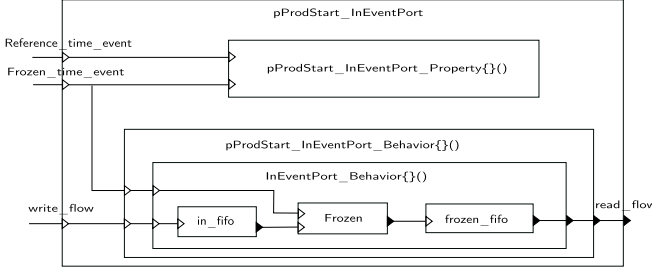 pProdStart_InEventPort
Reference_time_event
Frozen_time_event
pProdStart_InEventPort_Property{}()
pProdStart_InEventPort_Behavior{}()
InEventPort_Behavior{}()
write_flow
in_fifo
Frozen
frozen_fifo
read_flow